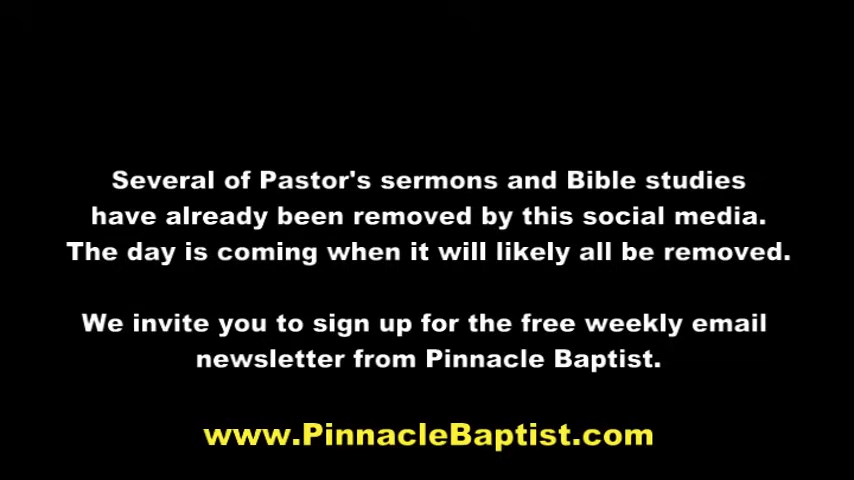 Several of Pastor's sermons and Bible studies
have already been removed by this social media.
The day is coming when it will likely all be removed.
We invite you to sign up for the free weekly email
newsletter from Pinnacle Baptist.
www.PinnacleBaptist.com